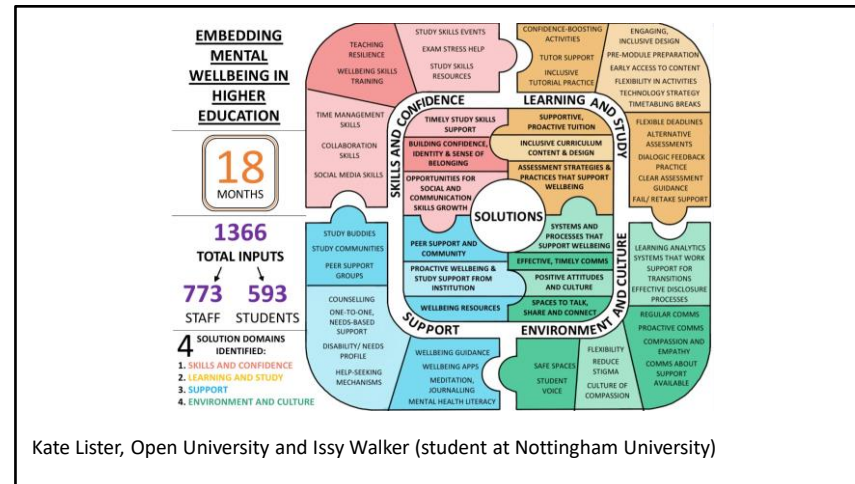 EMBEDDING
MENTAL
WELLBEING IN
HIGHER
EDUCATION
18
MONTHS
1366
TOTAL INPUTS
773
593
STAFF
STUDENTS
4 SOLUTION DOMAINS
IDENTIFIED:
1. SKILLS AND CONFIDENCE
2. LEARNING AND STUDY
3. SUPPORT
4. ENVIRONMENT AND CULTURE
SKILLS AND CONFIDENCE
TEACHING
RESILIENCE
WELLBEING SKILLS
TRAINING
STUDY SKILLS EVENTS
EXAM STRESS HELP
STUDY SKILLS
RESOURCES
TIME MANAGEMENT
SKILLS
COLLABORATION
SKILLS
SOCIAL MEDIA SKILLS
TIMELY STUDY SKILLS
SUPPORT
BUILDING CONFIDENCE,
IDENTITY & SENSE OF
BELONGING
OPPORTUNITIES FOR
SOCIAL AND
COMMUNICATION
SKILLS GROWTH
LEARNING AND STUDY
CONFIDENCE-BOOSTING
ACTIVITIES
TUTOR SUPPORT
INCLUSIVE
TUTORIAL PRACTICE
ENGAGING,
INCLUSIVE DESIGN
PRE-MODULE PREPARATION
EARLY ACCESS TO CONTENT
FLEXIBILITY IN ACTIVITIES
TECHNOLOGY STRATEGY
TIMETABLING BREAKS
FLEXIBLE DEADLINES
ALTERNATIVE
ASSESSMENTS
DIALOGIC FEEDBACK
PRACTICE
CLEAR ASSESSMENT
GUIDANCE
FAIL/ RETAKE SUPPORT
SUPPORTIVE,
PROACTIVE TUITION
INCLUSIVE CURRICULUM
CONTENT & DESIGN
ASSESSMENT STRATEGIES &
PRACTICES THAT SUPPORT
WELLBEING
SOLUTIONS
STUDY BUDDIES
STUDY COMMUNITIES
PEER SUPPORT
GROUPS
COUNSELLING
ONE-TO-ONE,
NEEDS-BASED
SUPPORT
DISABILITY/ NEEDS
PROFILE
HELP-SEEKING
MECHANISMS
PEER SUPPORT AND
COMMUNITY
PROACTIVE WELLBEING &
STUDY SUPPORT FROM
INSTITUTION
WELLBEING RESOURCES
SUPPORT
WELLBEING GUIDANCE
WELLBEING APPS
MEDITATION,
JOURNALLING
MENTAL HEALTH LITERACY
SYSTEMS AND
PROCESSES THAT
SUPPORT WELLBEING
EFFECTIVE, TIMELY COMMS
POSITIVE ATTITUDES
AND CULTURE
SPACES TO TALK,
SHARE AND CONNECT
ENVIRONMENT AND CULTURE
LEARNING ANALYTICS
SYSTEMS THAT WORK
SUPPORT FOR
TRANSITIONS
EFFECTIVE DISCLOSURE
PROCESSES
REGULAR COMMS
PROACTIVE COMMS
COMPASSION AND
EMPATHY
COMMS ABOUT
SUPPORT
AVAILABLE
SAFE SPACES
STUDENT
VOICE
FLEXIBILITY
REDUCE
STIGMA
CULTURE OF
COMPASSION
Kate Lister, Open University and Issy Walker (student at Nottingham University)